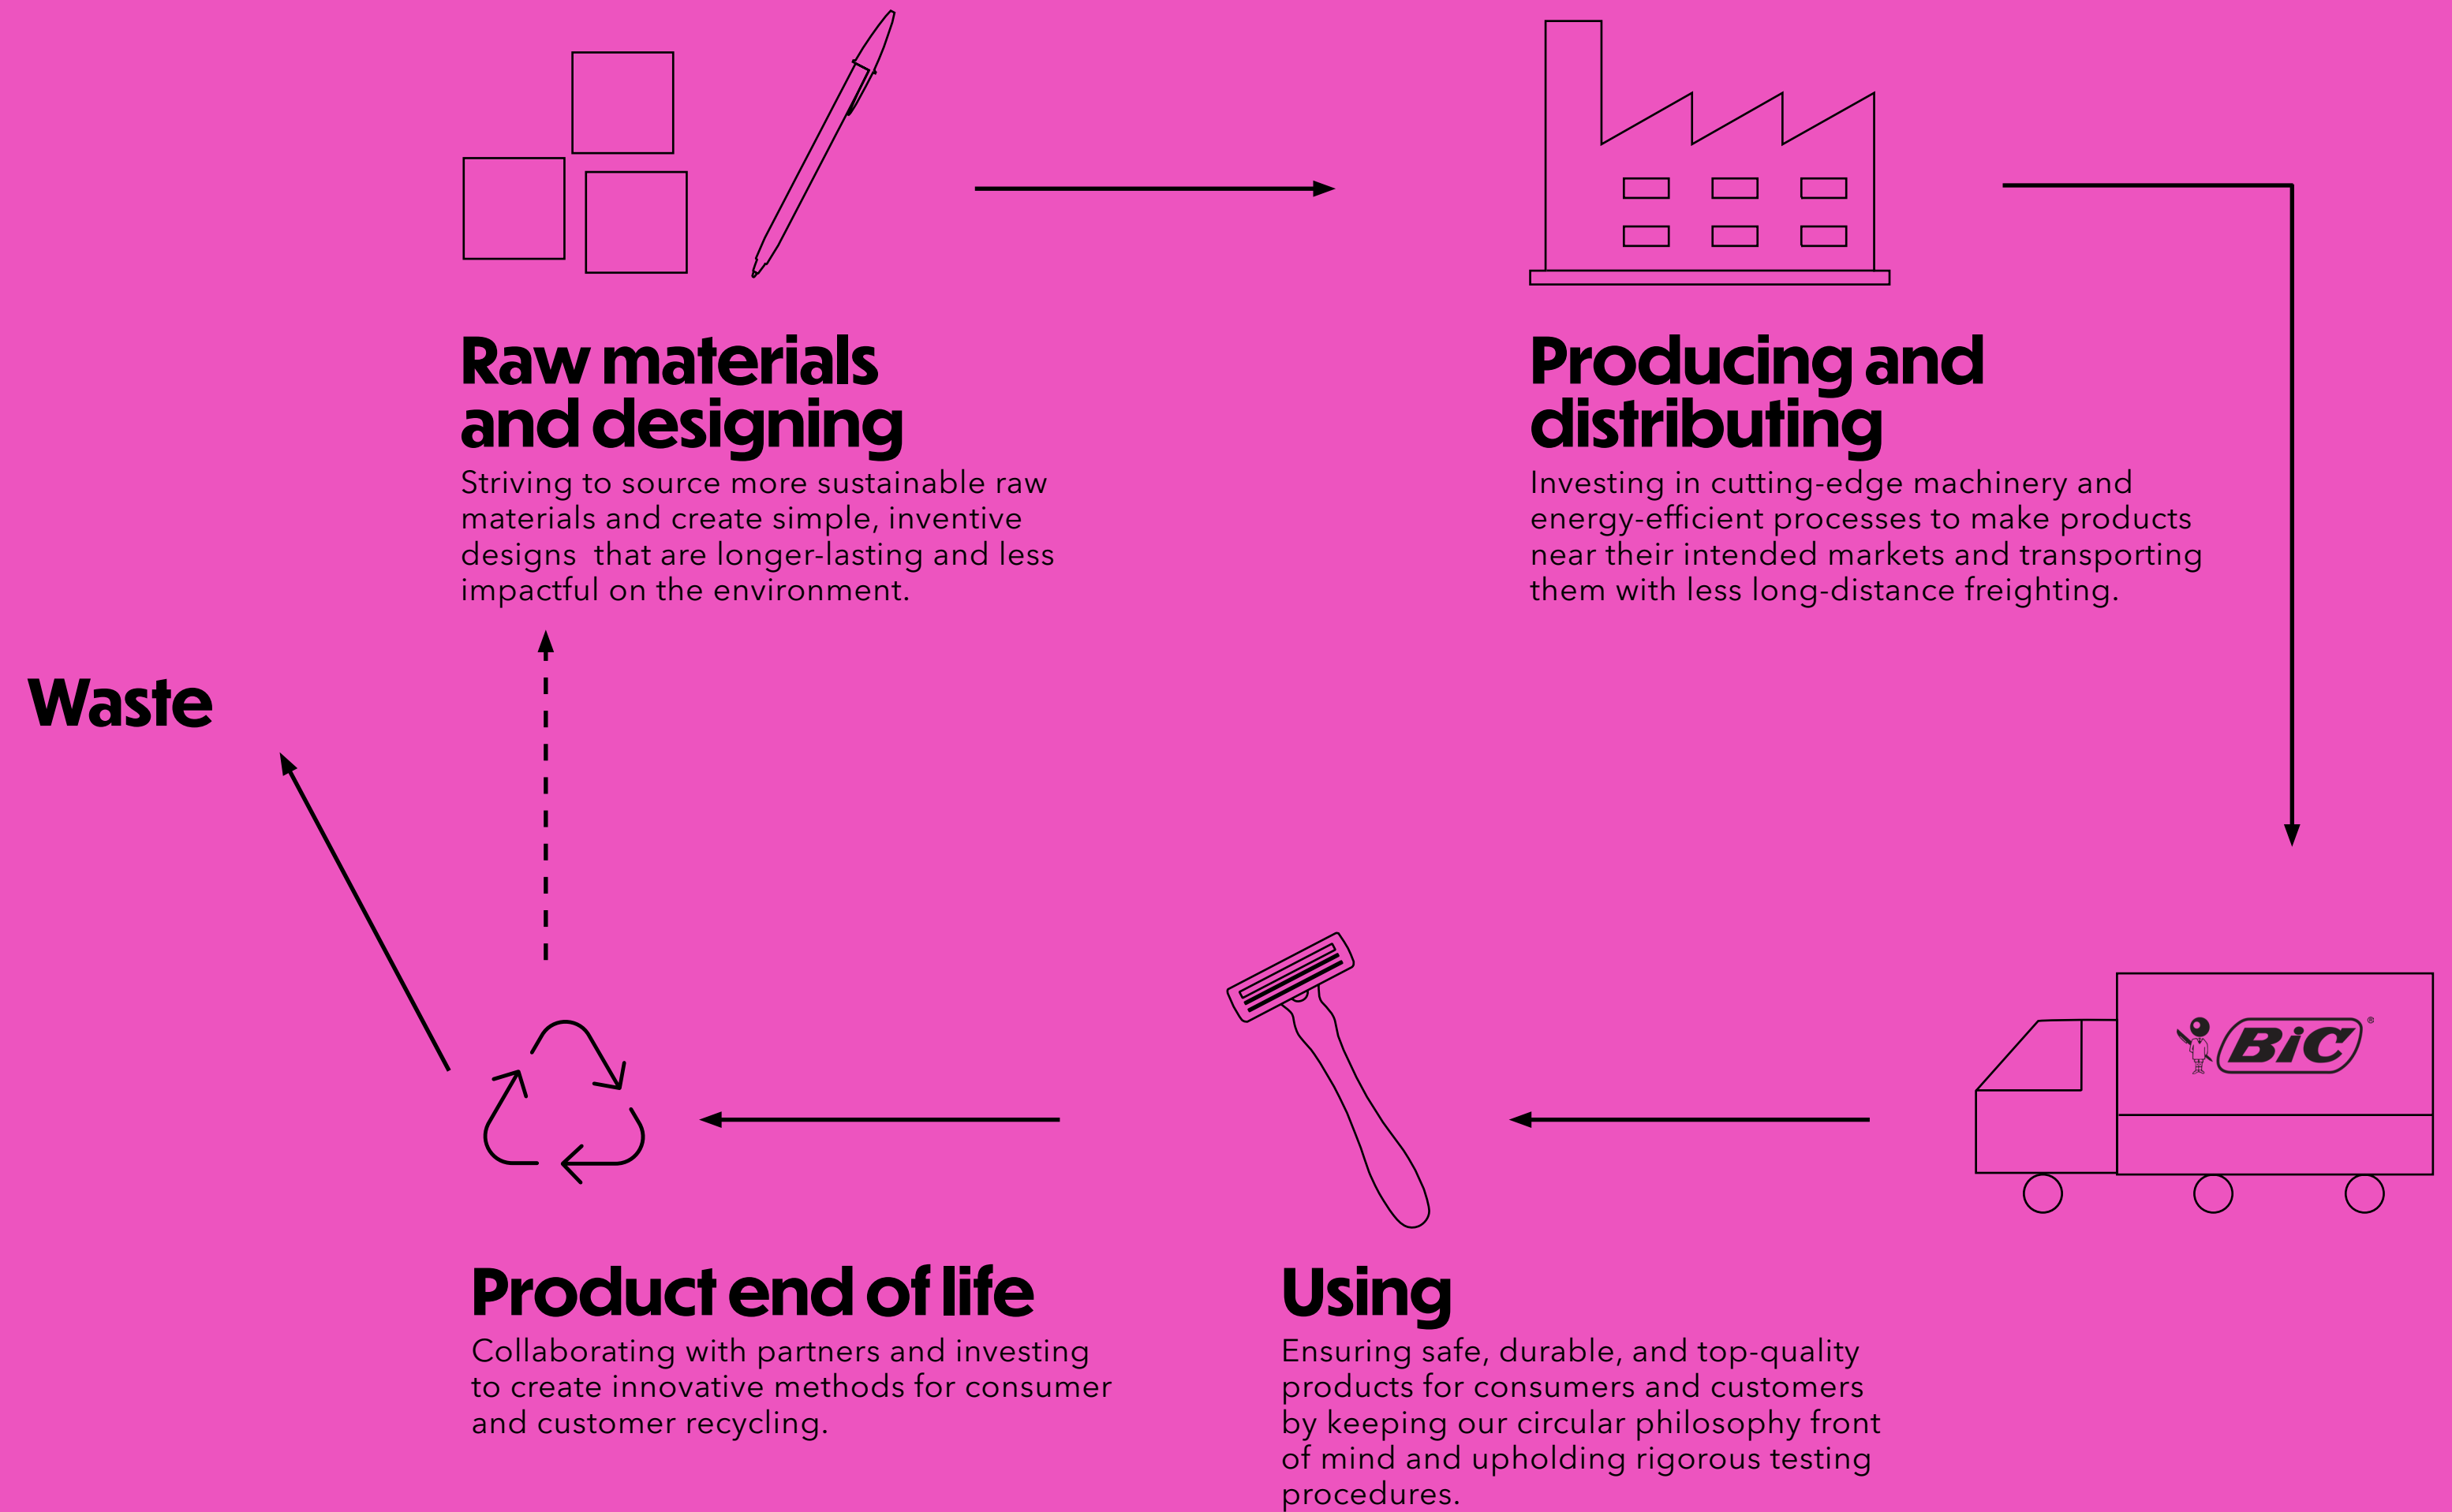 Raw materials
and designing
Striving to source more sustainable raw
materials and create simple, inventive
designs  that are longer-lasting and less
impactful on the environment.
Producing and
distributing
Investing in cutting-edge machinery and
energy-efficient processes to make products
near their intended markets and transporting
them with less long-distance freighting.
Waste
BiC®
Product end of life
Collaborating with partners and investing
to create innovative methods for consumer
and customer recycling.
Using
Ensuring safe, durable, and top-quality
products for consumers and customers
by keeping our circular philosophy front
of mind and upholding rigorous testing
procedures.